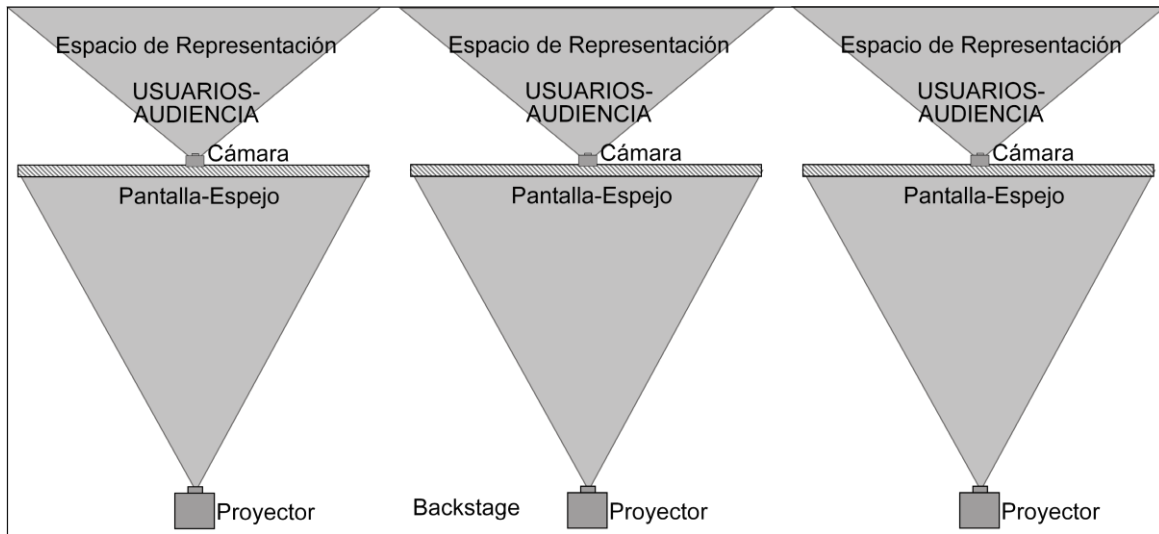 Espacio de Representación
USUARIOS-
AUDIENCIA
Cámara
Pantalla-Espejo
Proyector
Espacio de Representación
USUARIOS-
AUDIENCIA
Cámara
Pantalla-Espejo
Backstage
Proyector
Espacio de Representación
USUARIOS-
AUDIENCIA
Cámara
Pantalla-Espejo
Proyector